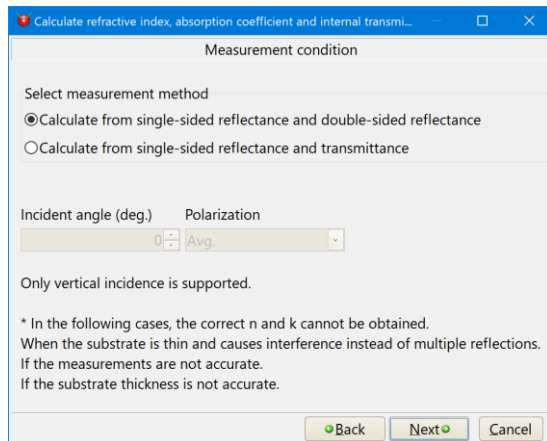 Calculate refractive index, absorption coefficient and internal transmi...
Measurement condition
Select measurement method
Calculate from single-sided reflectance and double-sided reflectance
Calculate from single-sided reflectance and transmittance
Incident angle (deg.) Polarization
0 Avg.
Only vertical incidence is supported.
* In the following cases, the correct n and k cannot be obtained.
When the substrate is thin and causes interference instead of multiple reflections.
If the measurements are not accurate.
If the substrate thickness is not accurate.
Back Next Cancel